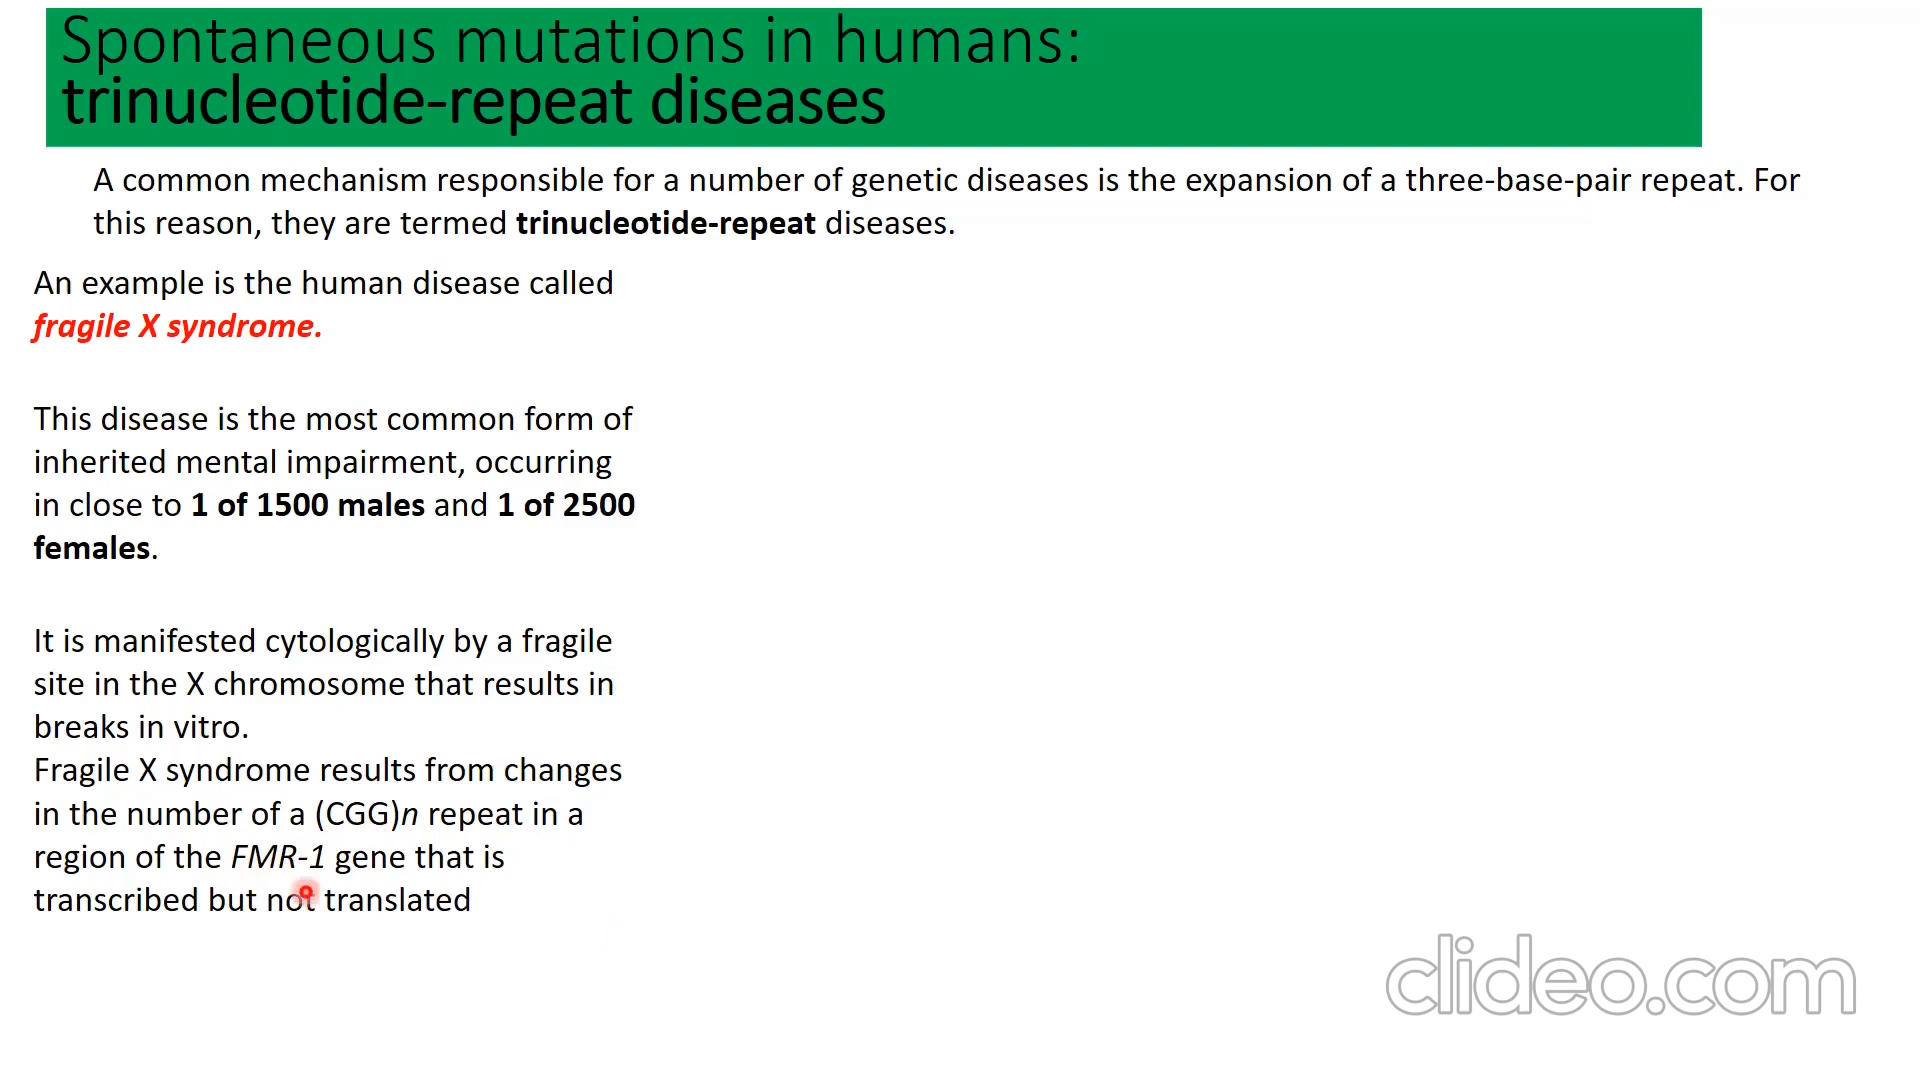 Spontaneous mutations in humans:
trinucleotide-repeat diseases
A common mechanism responsible for a number of genetic diseases is the expansion of a three-base-pair repeat. For
this reason, they are termed trinucleotide-repeat diseases.
An example is the human disease called
fragile X syndrome.
This disease is the most common form of
inherited mental impairment, occurring
in close to 1 of 1500 males and 1 of 2500
females.
It is manifested cytologically by a fragile
site in the X chromosome that results in
breaks in vitro.
Fragile X syndrome results from changes
in the number of a (CGG)n repeat in a
region of the FMR-1 gene that is
transcribed but not translated
clideo.com